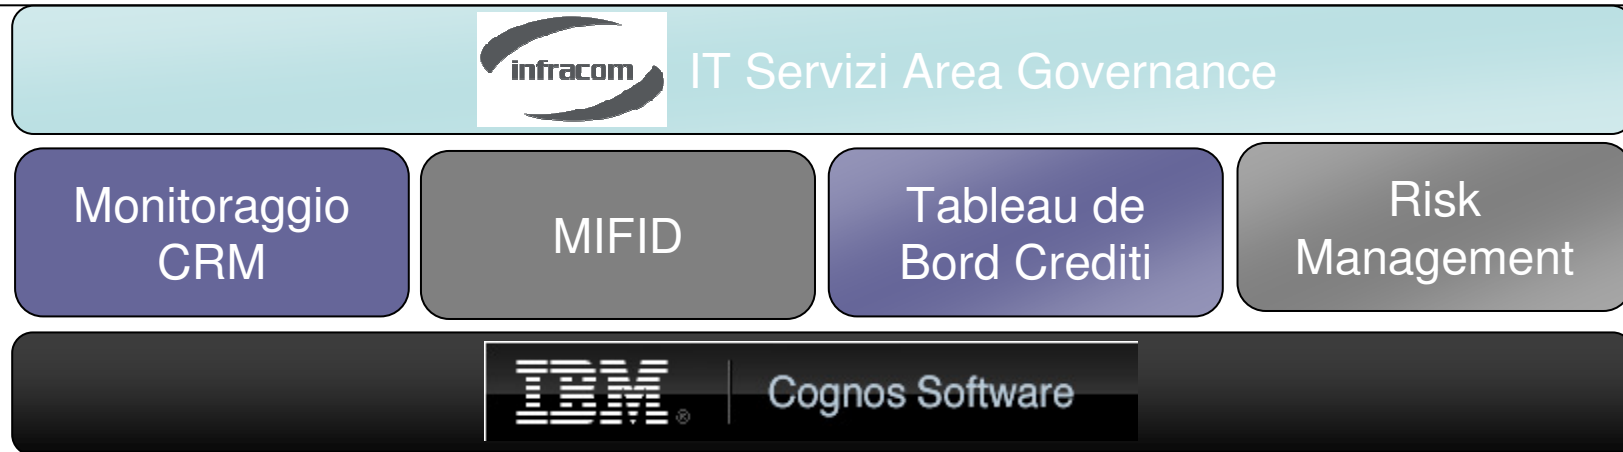 infracom
IT Servizi Area Governance
Monitoraggio
CRM
MIFID
Tableau de
Bord Crediti
Risk
Management
IBM®
Cognos Software